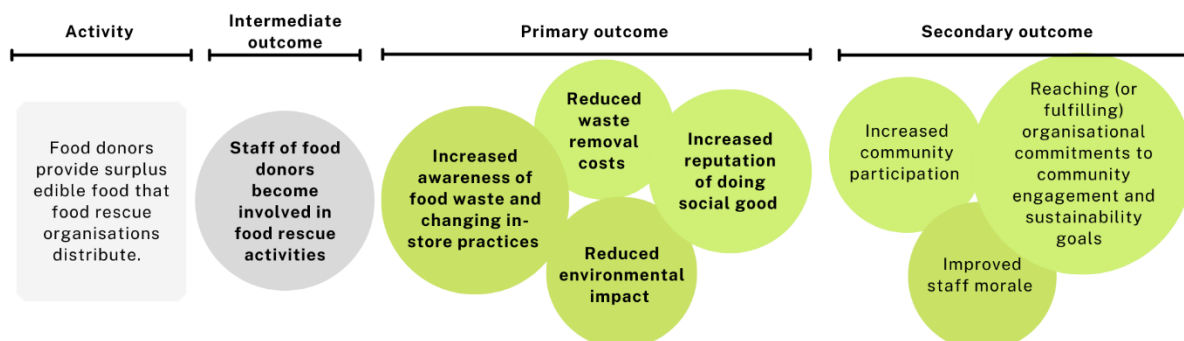 Activity
Intermediate
outcome
Primary outcome
Secondary outcome
Food donors
provide surplus
edible food that
food rescue
organisations
distribute.
Staff of food
donors
become
involved in
food rescue
activities
Increased
awareness of
food waste and
changing in-
store practices
Reduced
waste
removal
costs
Increased
reputation
of doing
social good
Reduced
environmental
impact
Increased
community
participation
Reaching (or
fulfilling)
organisational
commitments to
community
engagement and
sustainability
goals
Improved
staff morale